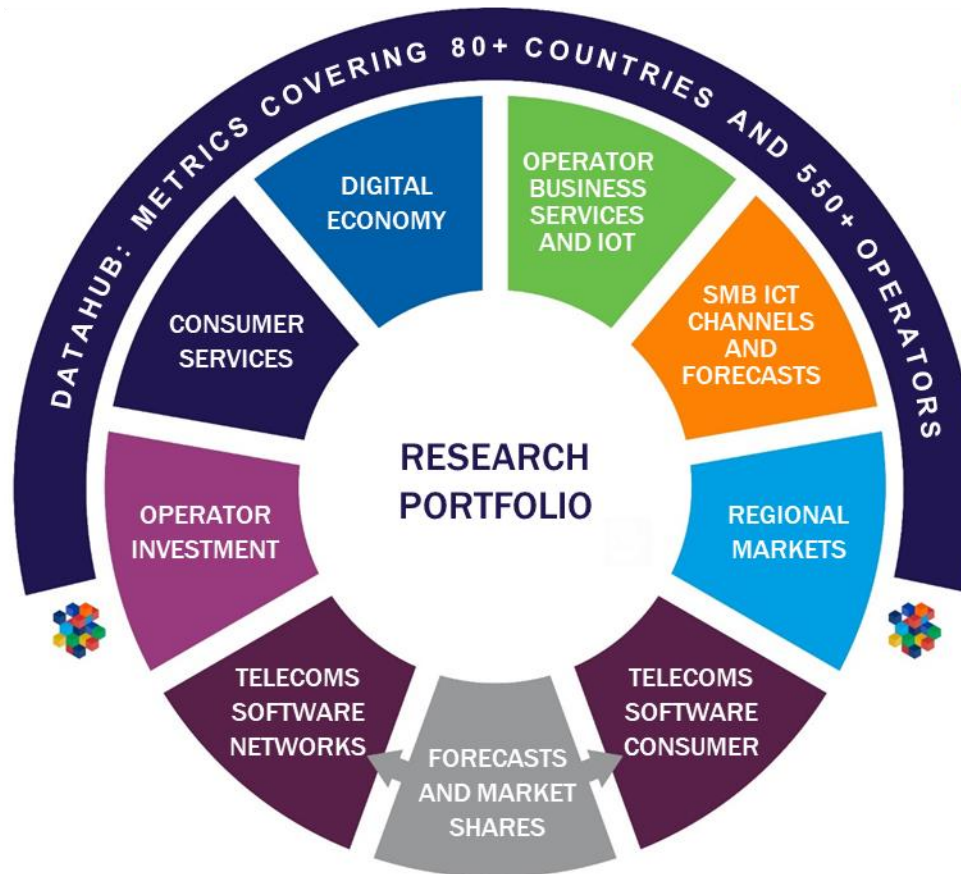 DATAHUB: METRICS COVERING 80+ COUNTRIES AND 550+ OPERATORS
DIGITAL
ECONOMY
OPERATOR
BUSINESS
SERVICES
AND IOT
SMB ICT
CHANNELS
AND
FORECASTS
CONSUMER
SERVICES
RESEARCH
PORTFOLIO
OPERATOR
INVESTMENT
REGIONAL
MARKETS
TELECOMS
SOFTWARE
NETWORKS
FORECASTS
AND MARKET
SHARES
TELECOMS
SOFTWARE
CONSUMER